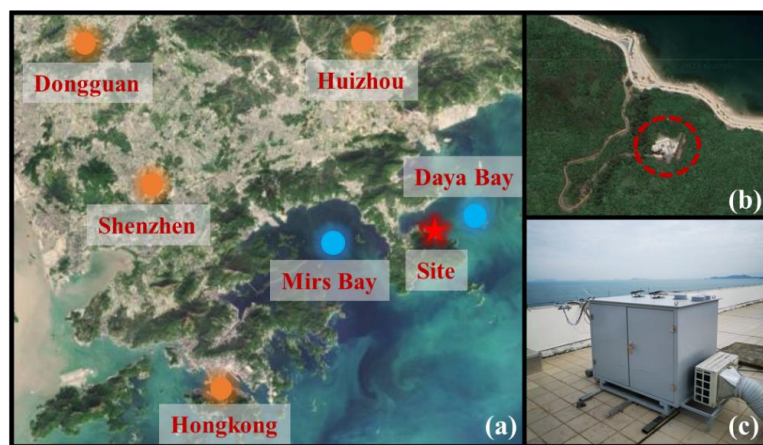 Dongguan
Huizhou
Shenzhen
Daya Bay
Mirs Bay
Site
Hongkong
(a)
(b)
(c)